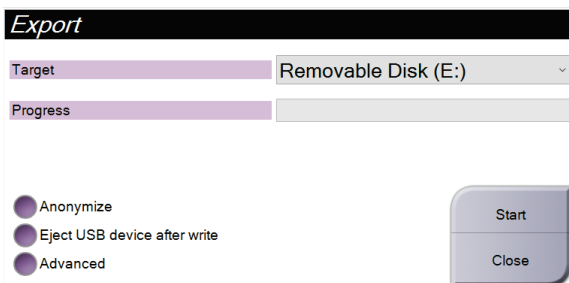 Export
Target
Removable Disk (E:)
Progress
Anonymize
Eject USB device after write
Advanced
Start
Close